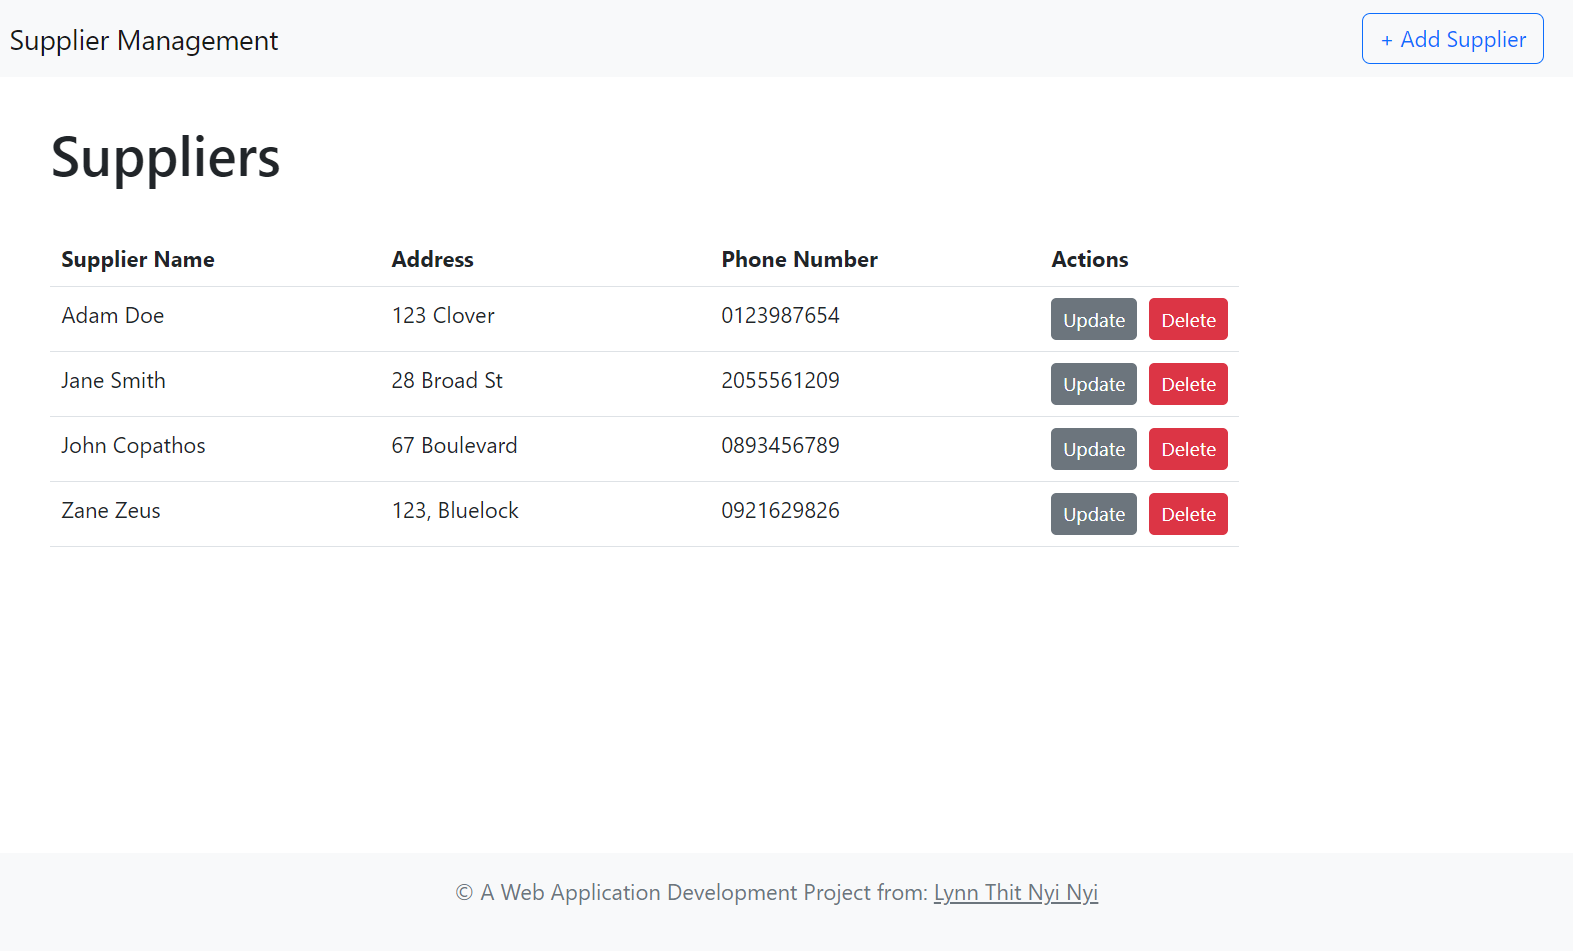 Supplier Management + Add Supplier
Suppliers
Supplier Name Address Phone Number Actions
Adam Doe 123 Clover 0123987654 Update Delete
Jane Smith 28 Broad St 2055561209 Update Delete
John Copathos 67 Boulevard 0893456789 Update Delete
Zane Zeus 123, Bluelock 0921629826 Update Delete
© A Web Application Development Project from: Lynn Thit Nyi Nyi